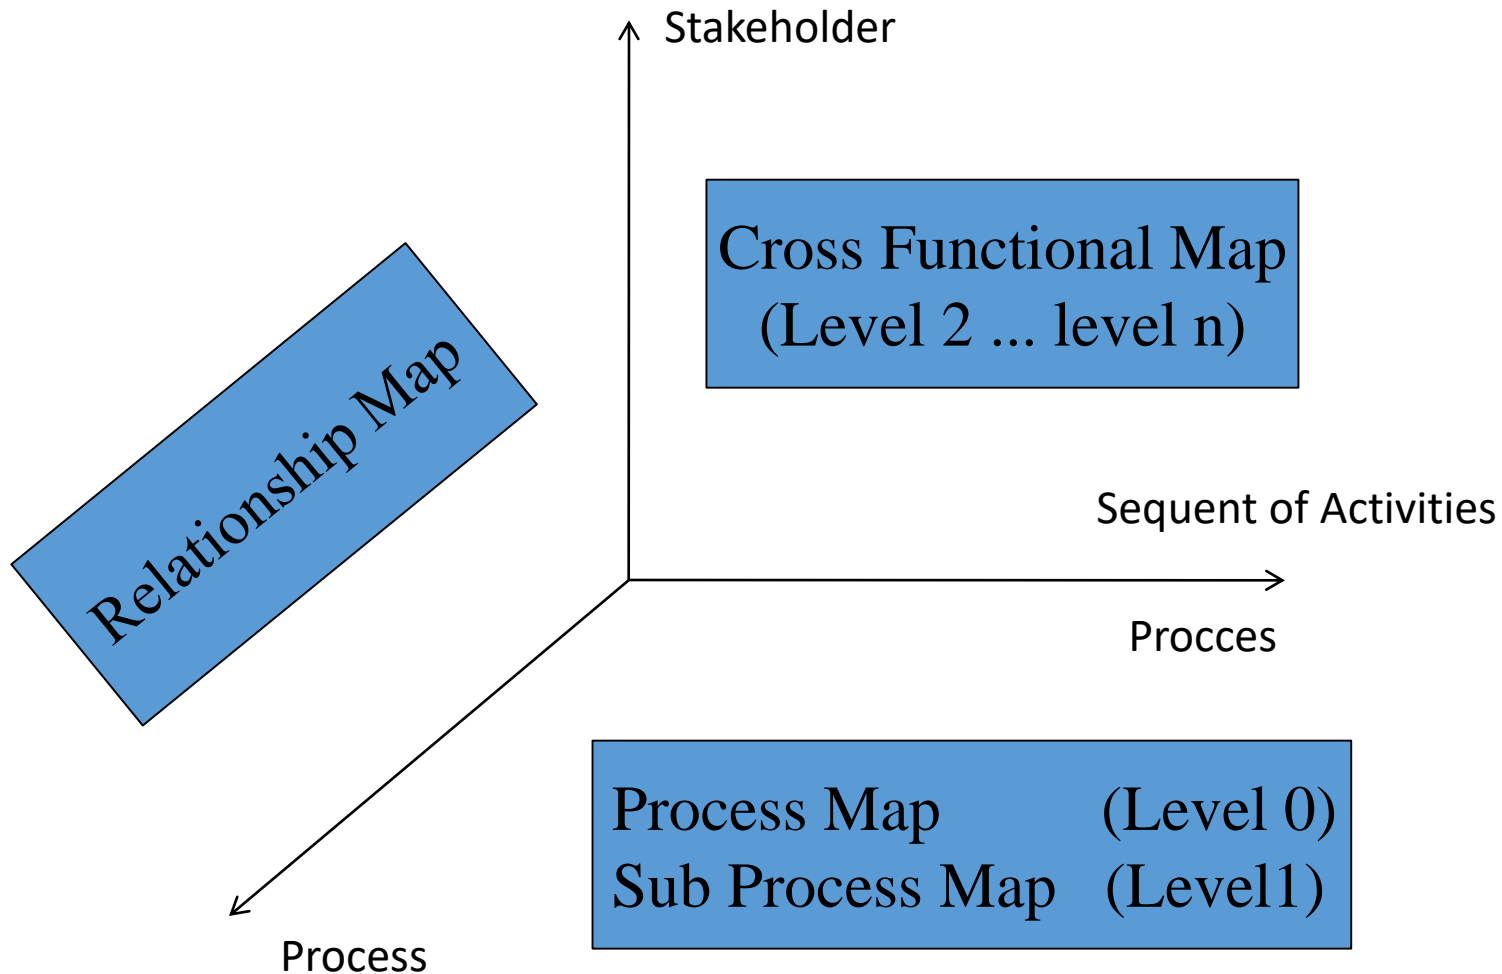 Stakeholder
Cross Functional Map
(Level 2 ... level n)
Relationship Map
Sequent of Activities
Procces
Process Map (Level 0)
Sub Process Map (Level1)
Process